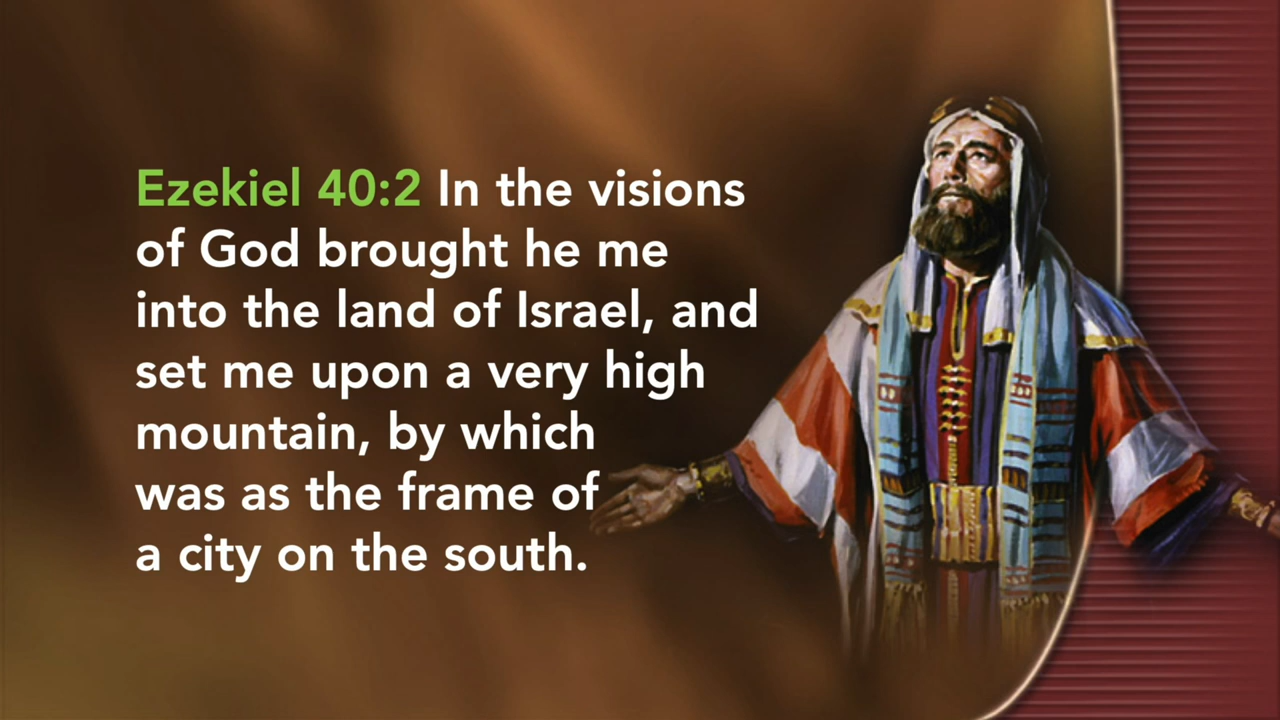 Ezekiel 40:2 In the visions
of God brought he me
into the land of Israel, and
set me upon a very high
mountain, by which
was as the frame of
a city on the south.